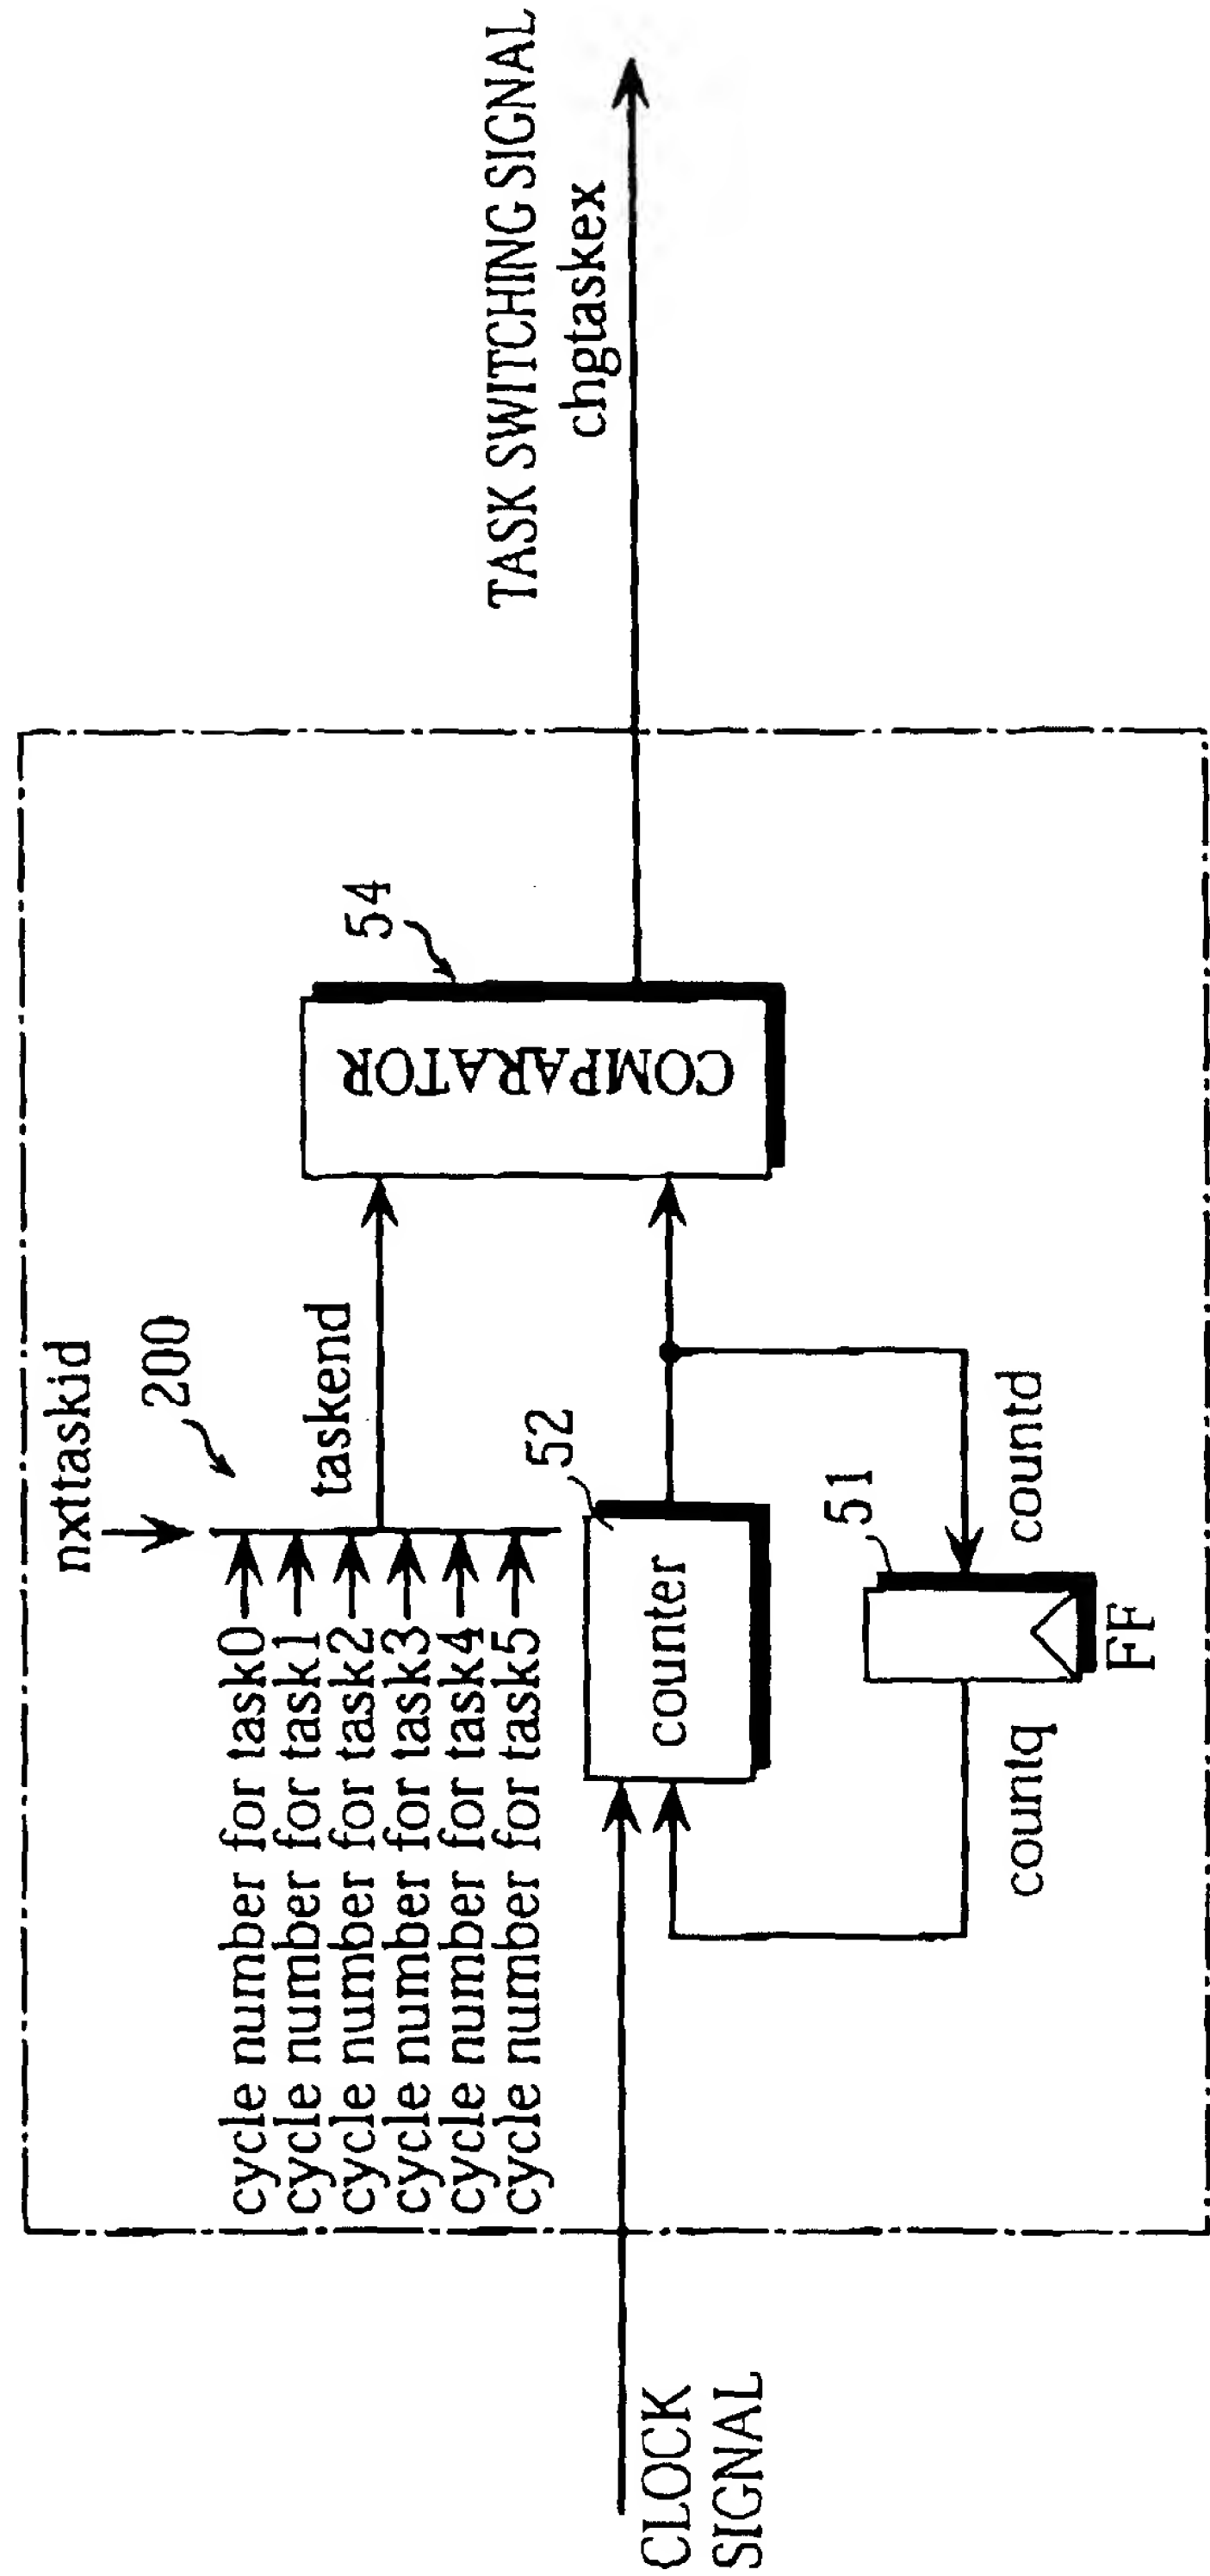 nxttaskid
200
cycle number for task0
cycle number for task1
cycle number for task2
cycle number for task3
cycle number for task4
cycle number for task5
taskend
54
COMPARATOR
TASK SWITCHING SIGNAL
chgtaskex
52
counter
CLOCK
SIGNAL
51
countq
countd
FF